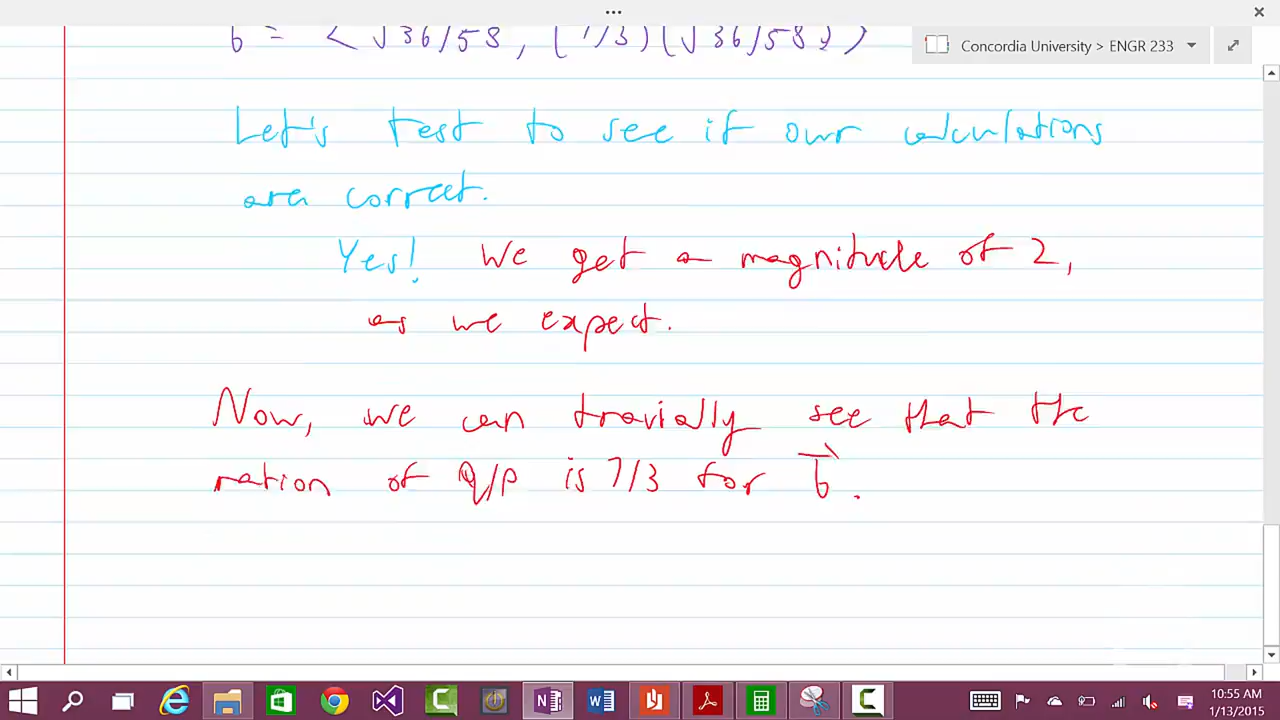 Concordia University > ENGR 233
b = < √36/58, (7/3)(√36/58) >
Let's test to see if our calculations
are correct.
Yes! We get a magnitude of 2,
as we expect.
Now, we can travially see that the
ration of q/p is 7/3 for b.
10:55 AM
1/13/2015